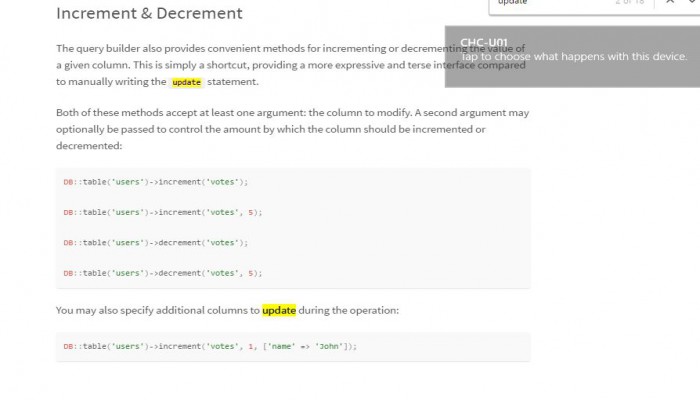 update
2 of 18
Increment & Decrement
CHC-U01
Tap to choose what happens with this device.
The query builder also provides convenient methods for incrementing or decrementing the value of
a given column. This is simply a shortcut, providing a more expressive and terse interface compared
to manually writing the update statement.
Both of these methods accept at least one argument: the column to modify. A second argument may
optionally be passed to control the amount by which the column should be incremented or
decremented:
DB::table('users')->increment('votes');
DB::table('users')->increment('votes', 5);
DB::table('users')->decrement('votes');
DB::table('users')->decrement('votes', 5);
You may also specify additional columns to update during the operation:
DB::table('users')->increment('votes', 1, ['name' => 'John']);